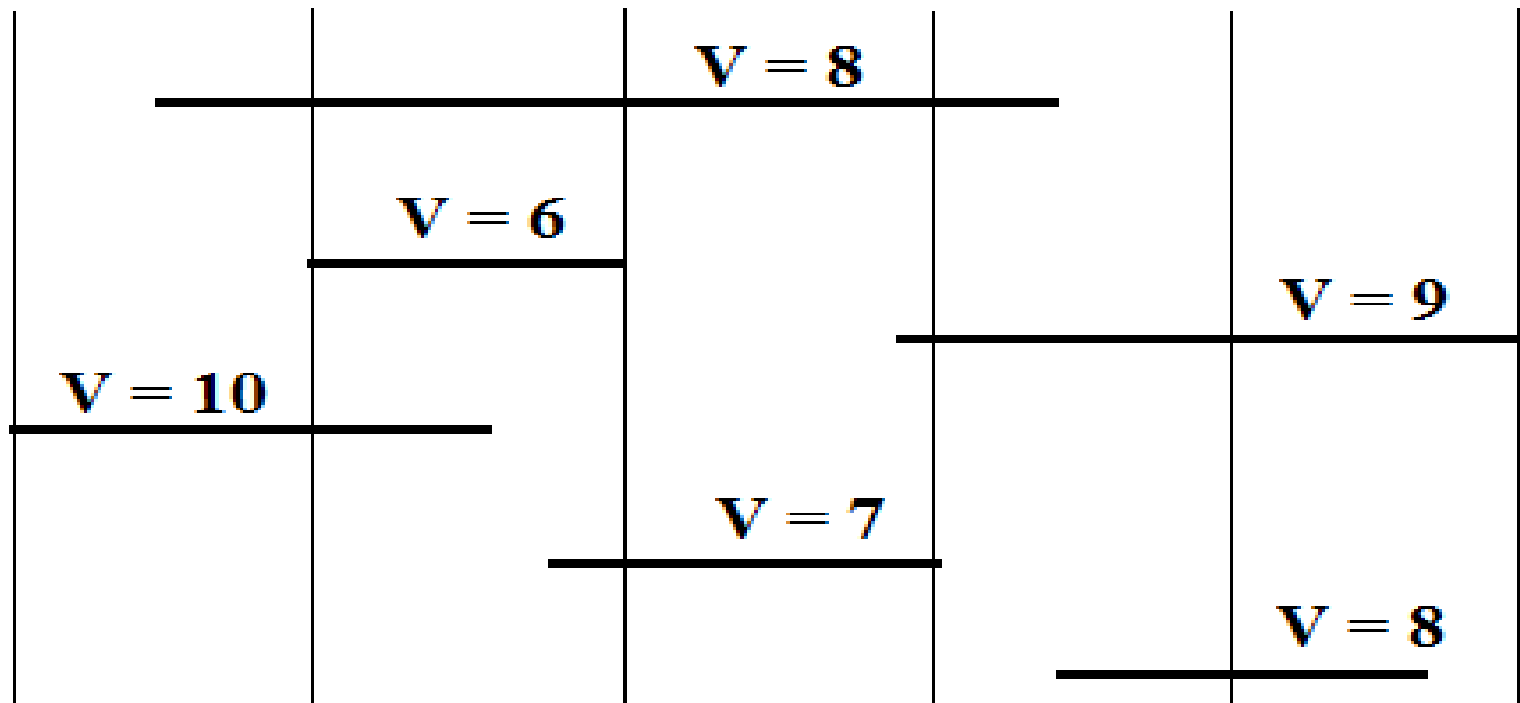 V = 8
V = 6
V = 9
V = 10
V = 7
V = 8